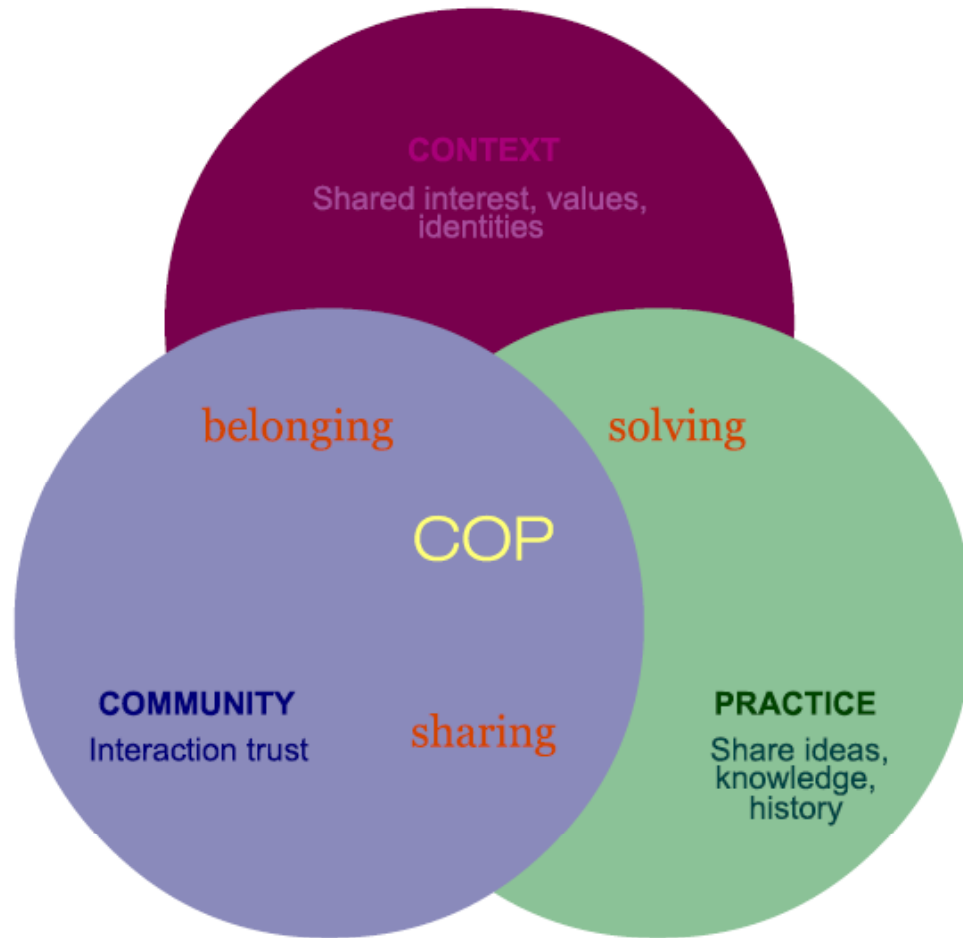 CONTEXT
Shared interest, values,
identities
belonging
solving
COP
COMMUNITY
Interaction trust
sharing
PRACTICE
Share ideas,
knowledge,
history